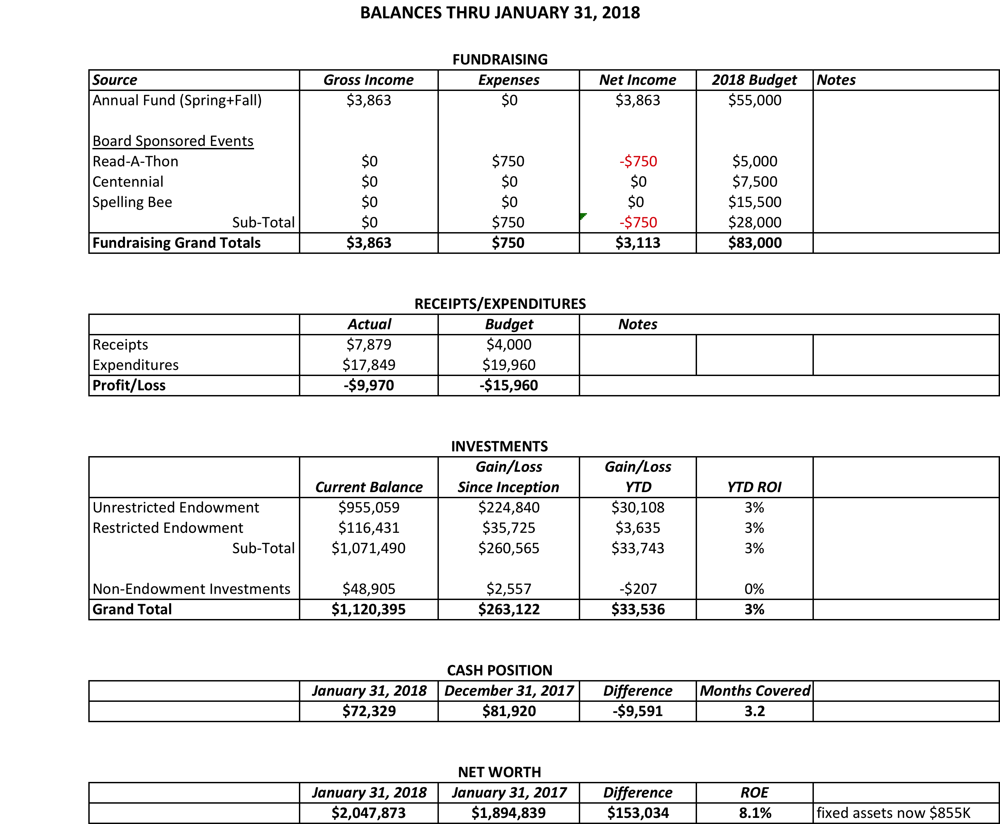 BALANCES THRU JANUARY 31, 2018
FUNDRAISING
Source Gross Income Expenses Net Income 2018 Budget Notes
Annual Fund (Spring+Fall) $3,863 $0 $3,863 $55,000
Board Sponsored Events
Read-A-Thon $0 $750 -$750 $5,000
Centennial $0 $0 $0 $7,500
Spelling Bee $0 $0 $0 $15,500
Sub-Total $0 $750 -$750 $28,000
Fundraising Grand Totals $3,863 $750 $3,113 $83,000
RECEIPTS/EXPENDITURES
Actual Budget Notes
Receipts $7,879 $4,000
Expenditures $17,849 $19,960
Profit/Loss -$9,970 -$15,960
INVESTMENTS
Gain/Loss Gain/Loss
Current Balance Since Inception YTD YTD ROI
Unrestricted Endowment $955,059 $224,840 $30,108 3%
Restricted Endowment $116,431 $35,725 $3,635 3%
Sub-Total $1,071,490 $260,565 $33,743 3%
Non-Endowment Investments $48,905 $2,557 -$207 0%
Grand Total $1,120,395 $263,122 $33,536 3%
CASH POSITION
January 31, 2018 December 31, 2017 Difference Months Covered
$72,329 $81,920 -$9,591 3.2
NET WORTH
January 31, 2018 January 31, 2017 Difference ROE
$2,047,873 $1,894,839 $153,034 8.1% fixed assets now $855K